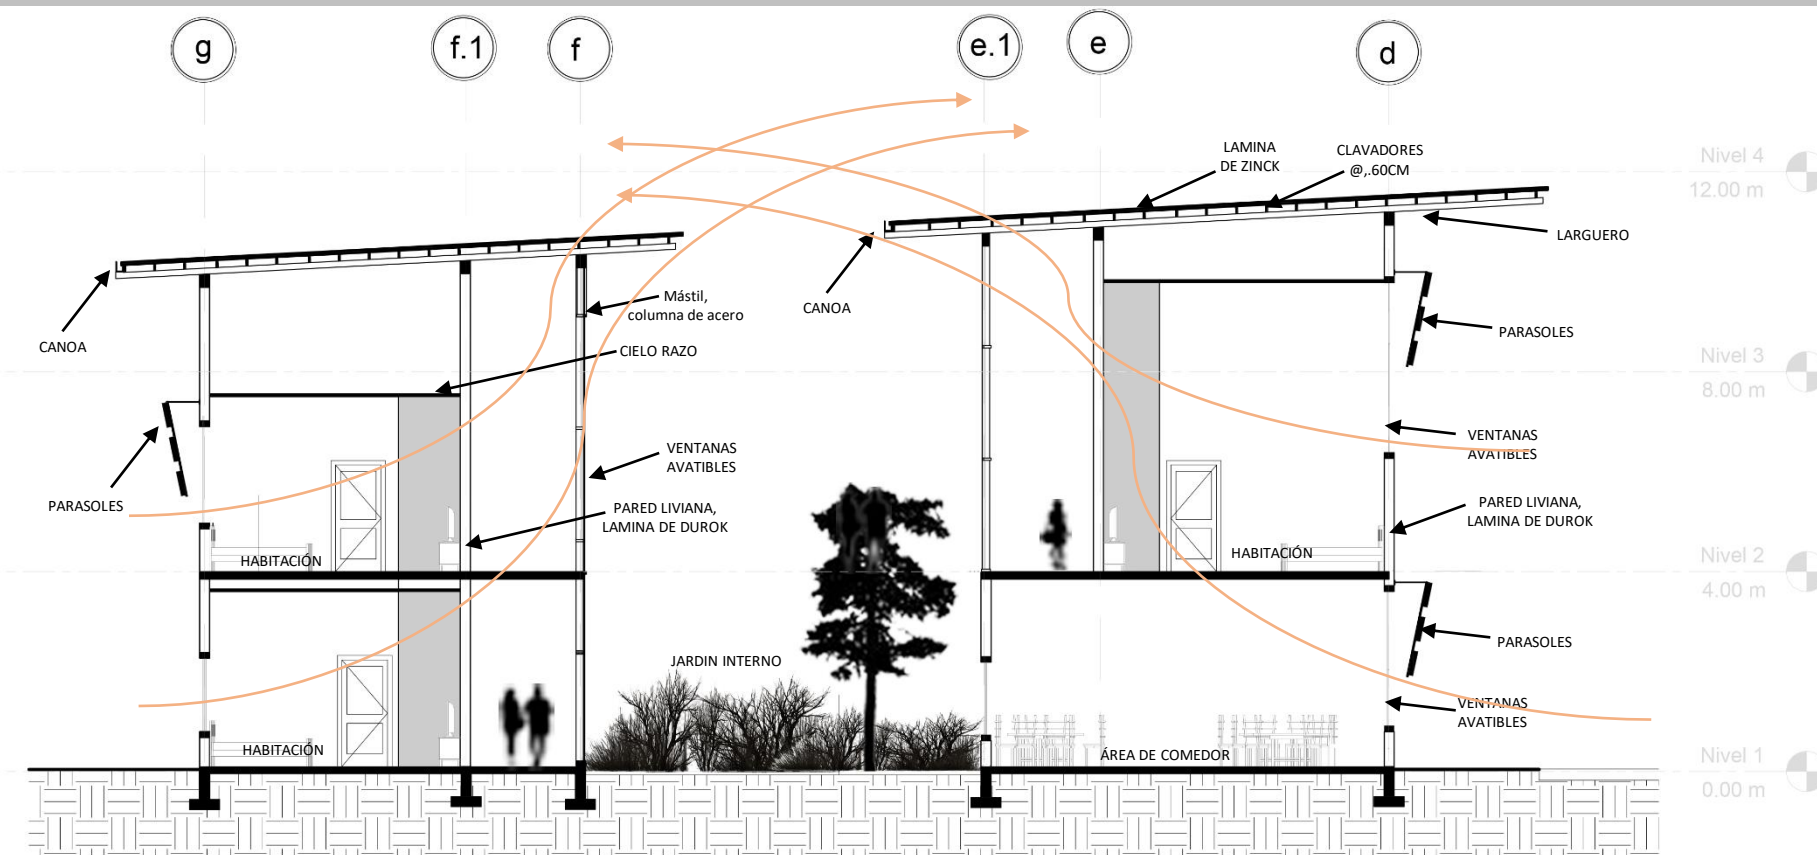 g
f.1
f
e.1
e
d
LAMINA
DE ZINCK
CLAVADORES
@,.60CM
Nivel 4
12.00 m
LARGUERO
CANOA
Mástil,
columna de acero
CANOA
PARASOLES
CIELO RAZO
Nivel 3
8.00 m
VENTANAS
AVATIBLES
VENTANAS
AVATIBLES
PARASOLES
PARED LIVIANA,
LAMINA DE DUROK
PARED LIVIANA,
LAMINA DE DUROK
HABITACIÓN
HABITACIÓN
Nivel 2
4.00 m
PARASOLES
JARDIN INTERNO
VENTANAS
AVATIBLES
HABITACIÓN
ÁREA DE COMEDOR
Nivel 1
0.00 m